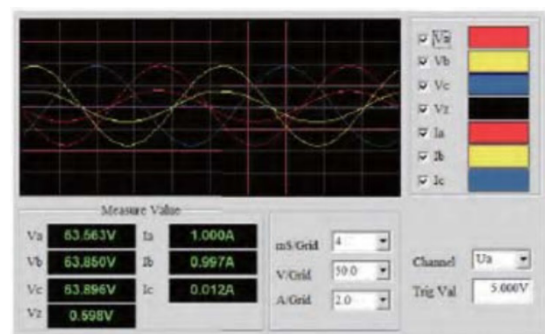 Va
Vb
Vc
Vz
Ia
Ib
Ic
Measure Value
Va 63.563V Ia 1.000A
Vb 63.850V Ib 0.997A
Vc 63.896V Ic 0.012A
Vz 0.598V
mS/Grid 4
V/Grid 50.0
A/Grid 2.0
Channel Ua
Trig Val 5.000V